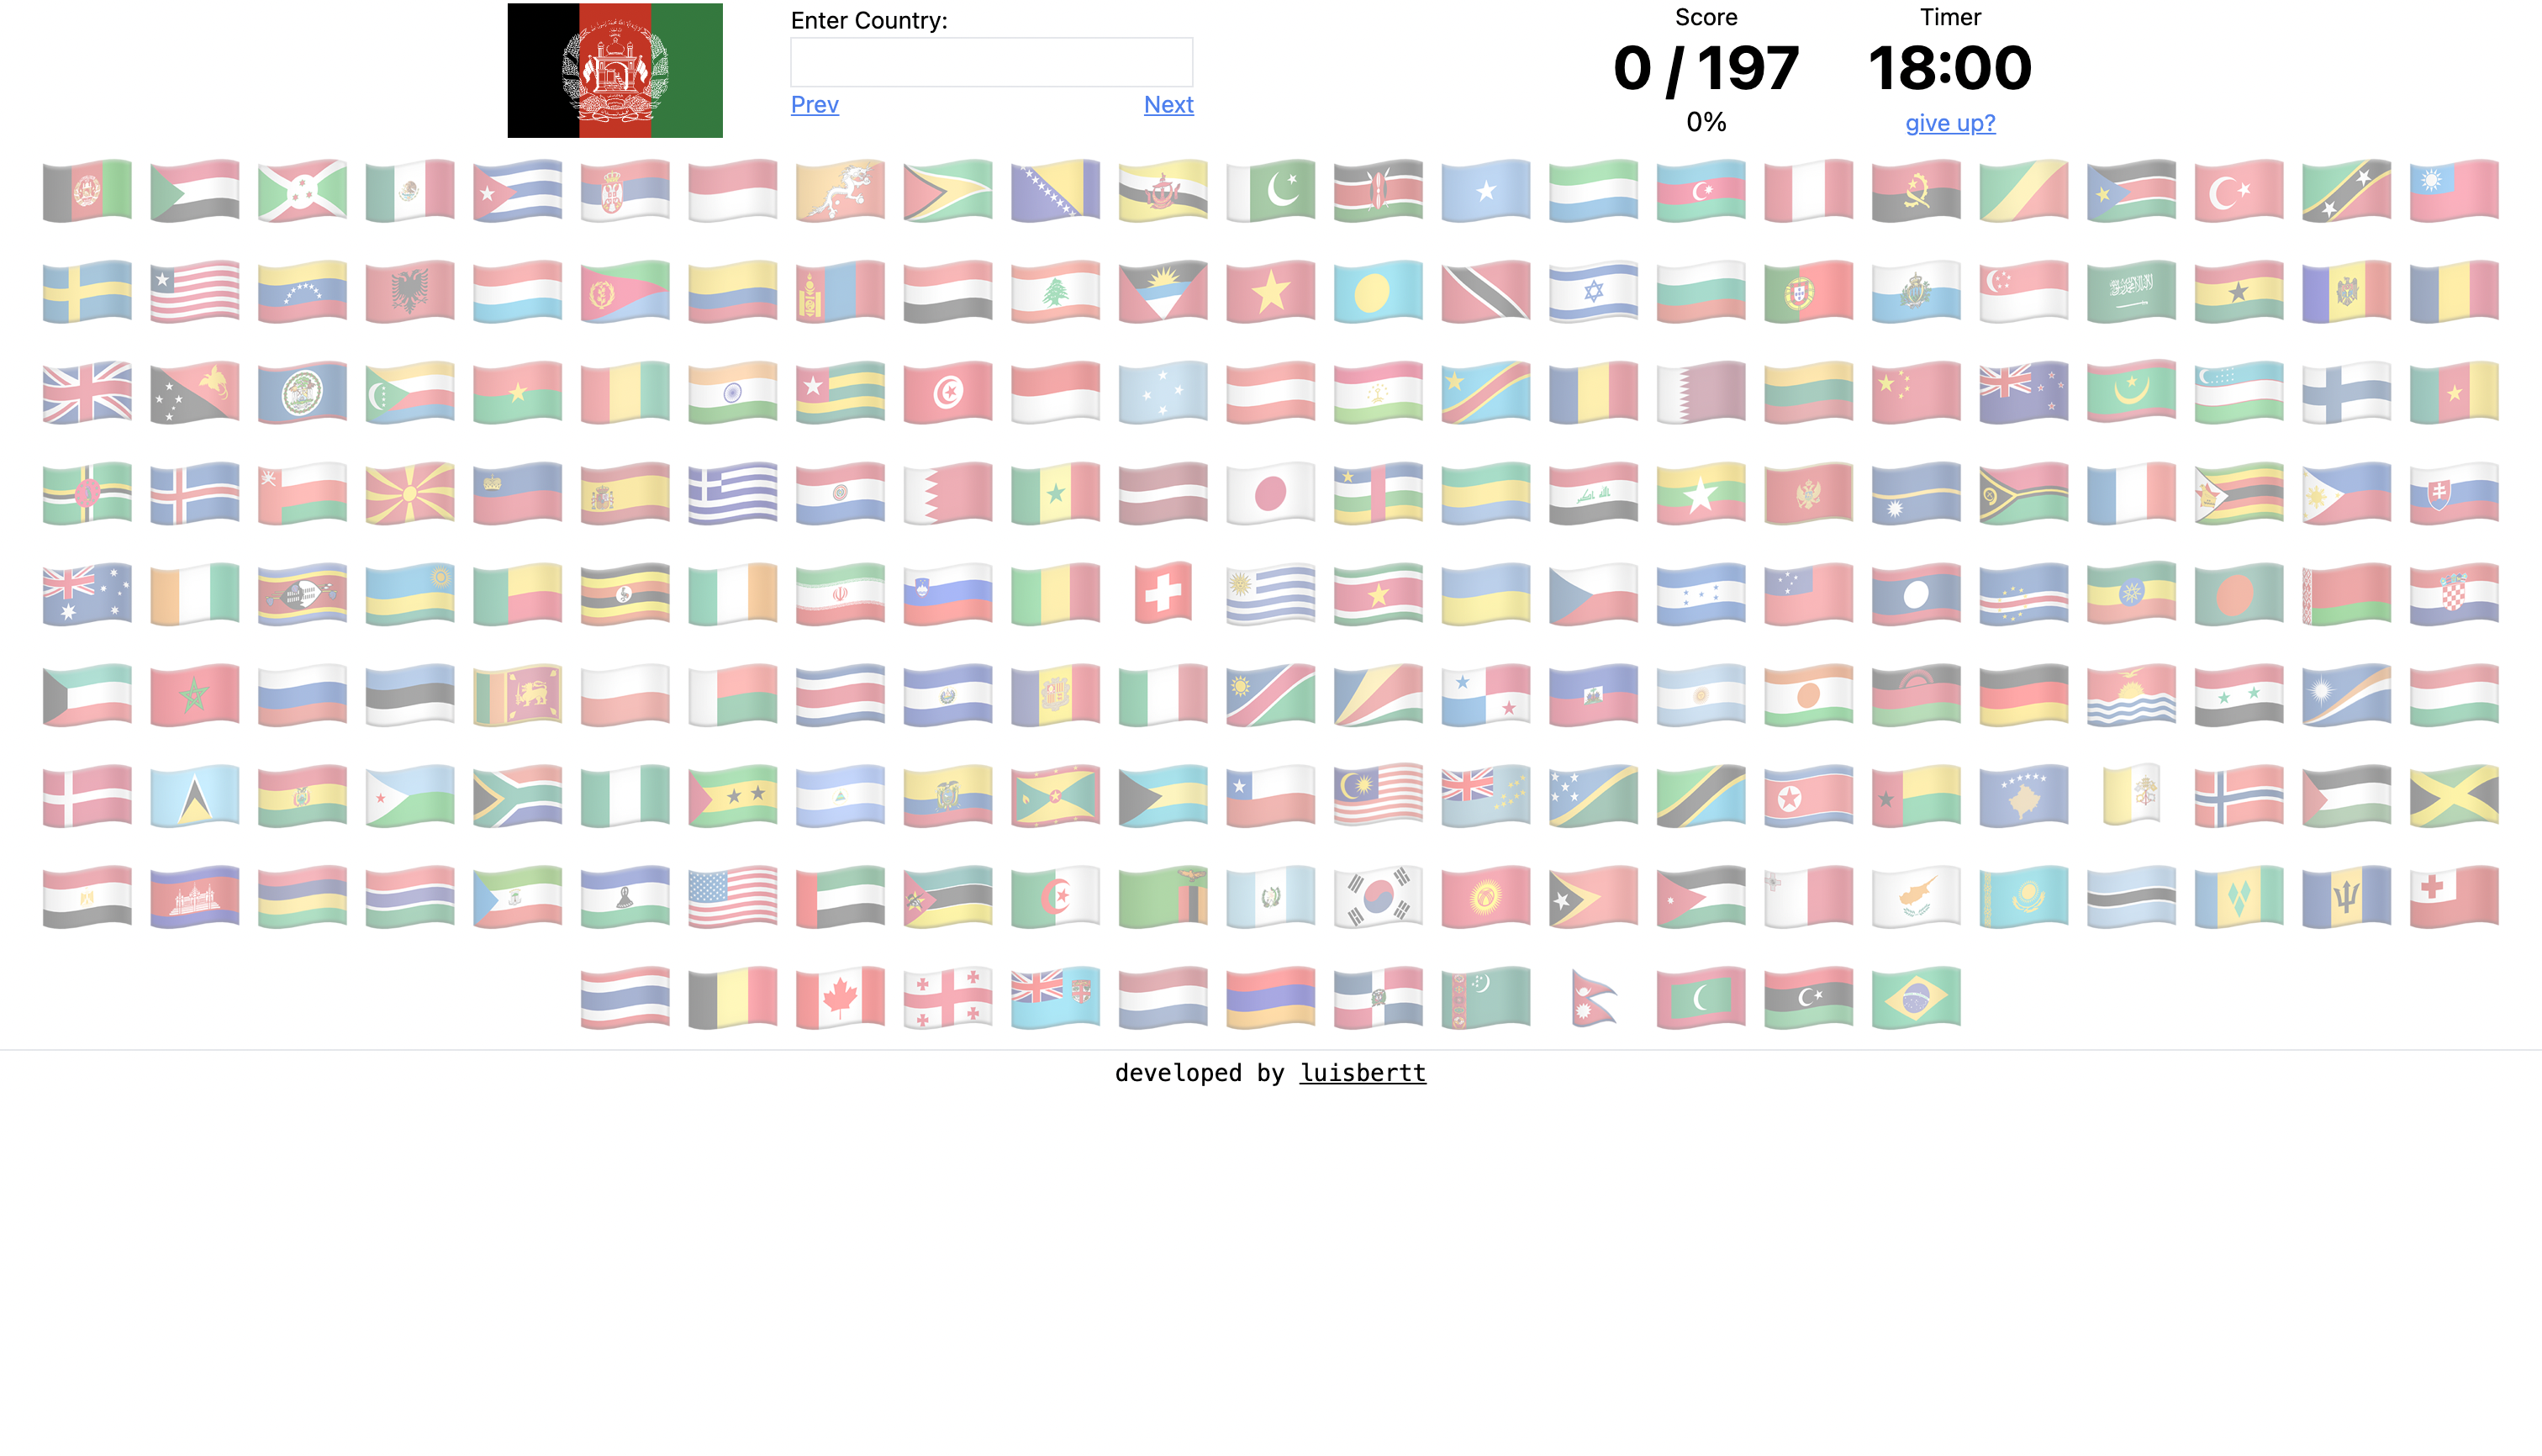 Enter Country:
Prev
Next
Score
0 / 197
0%
Timer
18:00
give up?
developed by luisbertt